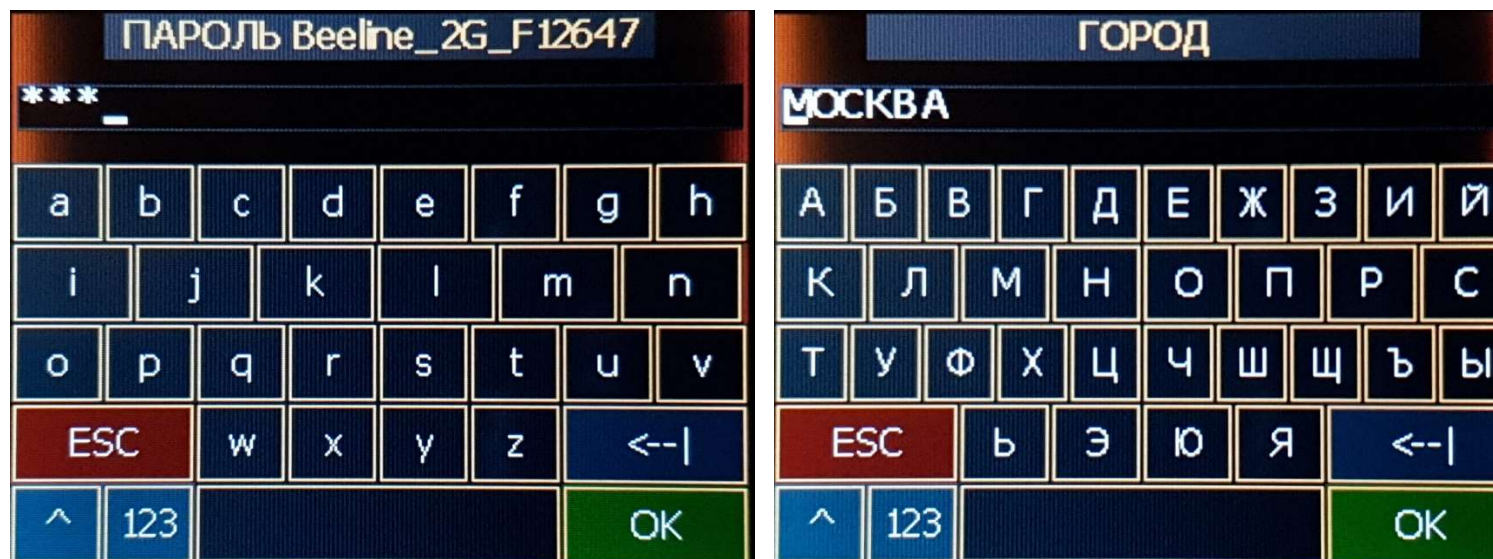 ПАРОЛЬ Beeline_2G_F12647
***_
a b c d e f g h
i j k l m n
o p q r s t u v
ESC w x y z <--|
^ 123 OK
ГОРОД
МОСКВА
А Б В Г Д Е Ж З И Й
К Л М Н О П Р С
Т У Ф Х Ц Ч Ш Щ Ъ Ы
ESC Ь Э Ю Я <--|
^ 123 OK